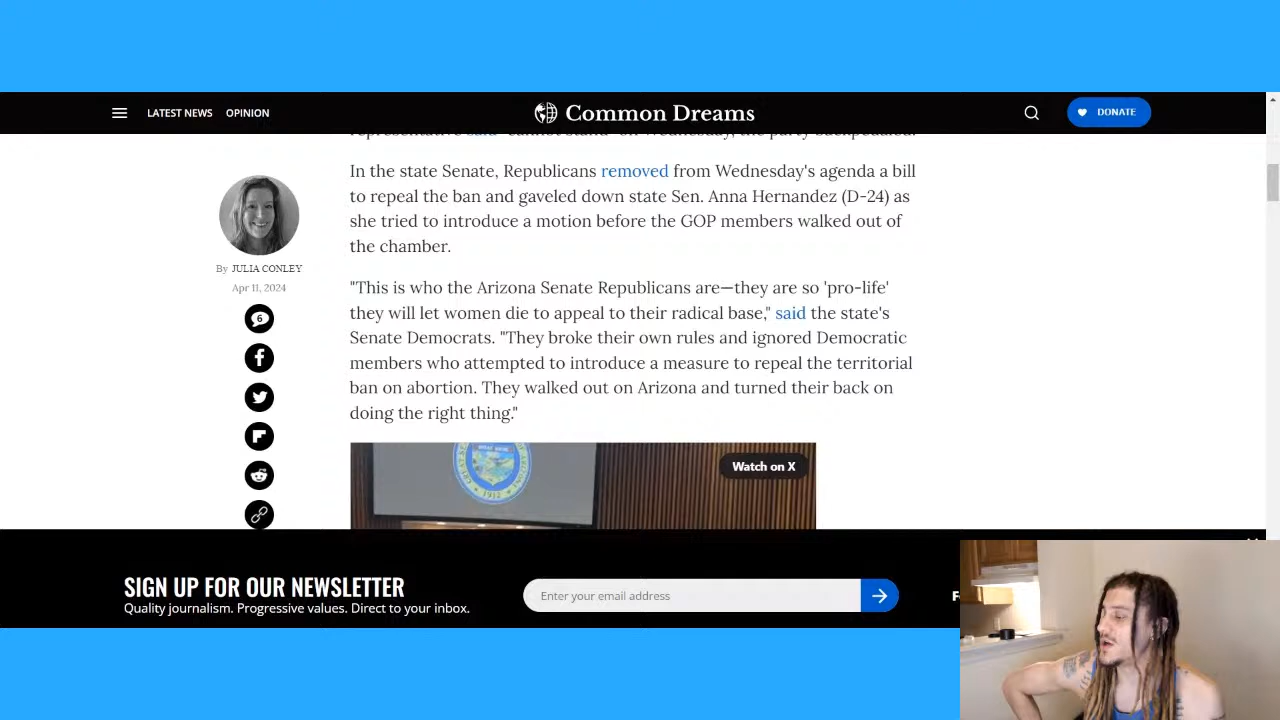 LATEST NEWS
OPINION
Common Dreams
DONATE
In the state Senate, Republicans removed from Wednesday's agenda a bill
to repeal the ban and gaveled down state Sen. Anna Hernandez (D-24) as
she tried to introduce a motion before the GOP members walked out of
the chamber.
By JULIA CONLEY
Apr 11, 2024
6
"This is who the Arizona Senate Republicans are—they are so 'pro-life'
they will let women die to appeal to their radical base," said the state's
Senate Democrats. "They broke their own rules and ignored Democratic
members who attempted to introduce a measure to repeal the territorial
ban on abortion. They walked out on Arizona and turned their back on
doing the right thing."
Watch on X
SIGN UP FOR OUR NEWSLETTER
Quality journalism. Progressive values. Direct to your inbox.
Enter your email address